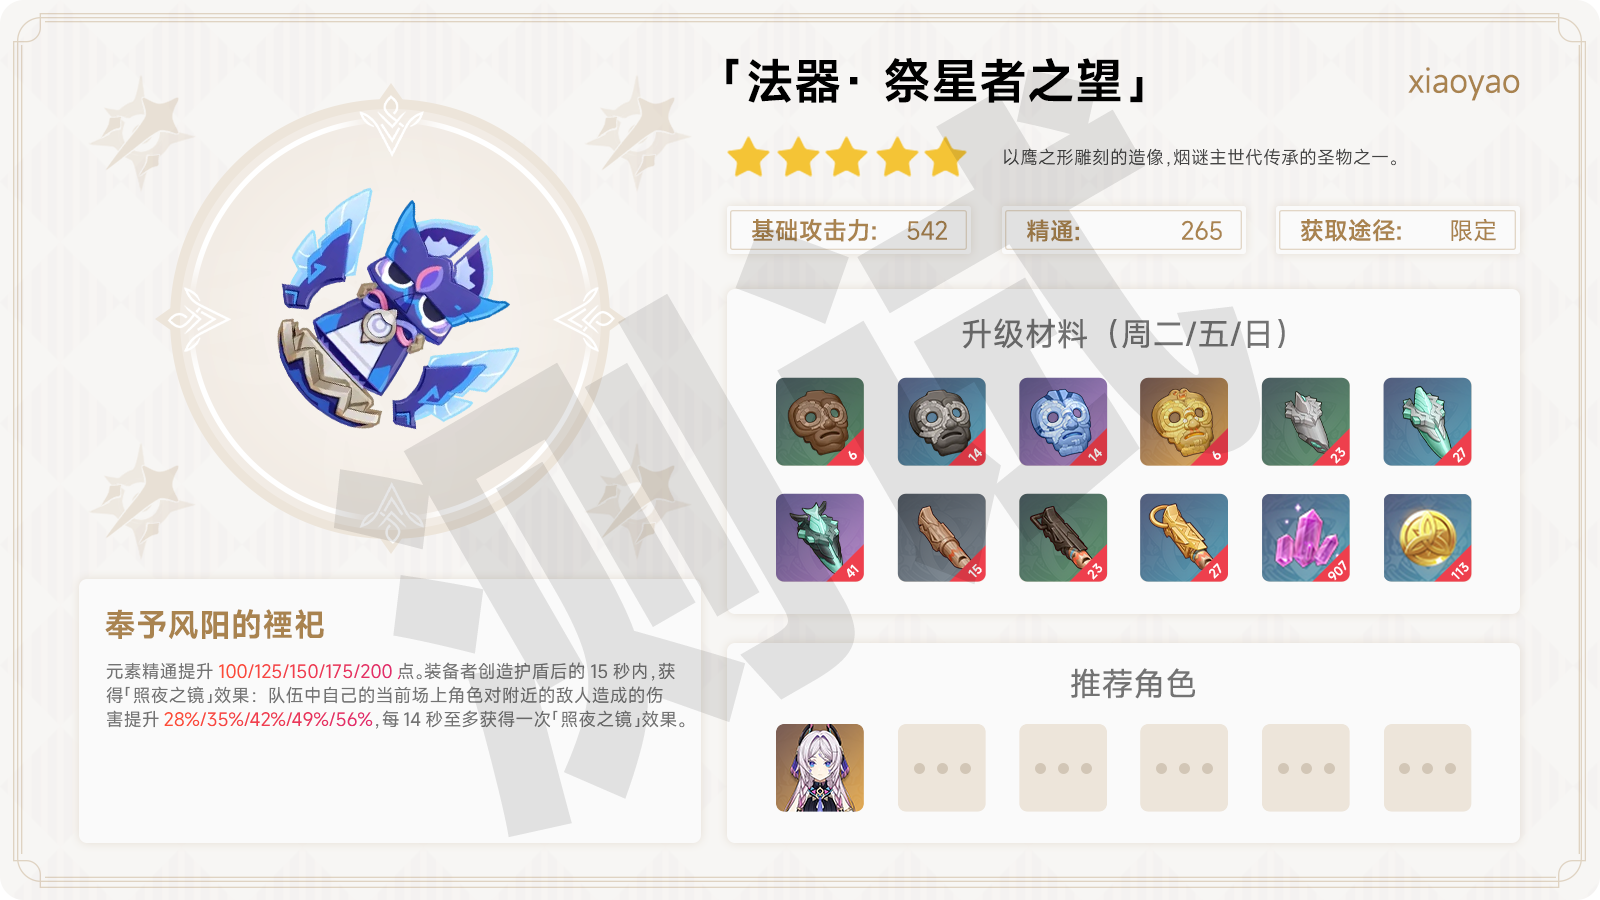 「法器· 祭星者之望」
xiaoyao
以鹰之形雕刻的造像,烟谜主世代传承的圣物之一。
基础攻击力: 542
精通: 265
获取途径: 限定
升级材料（周二/五/日）
6
14
14
6
23
27
41
15
23
27
907
113
奉予风阳的禋祀
元素精通提升 100/125/150/175/200 点。装备者创造护盾后的 15 秒内,获
得「照夜之镜」效果：队伍中自己的当前场上角色对附近的敌人造成的伤
害提升 28%/35%/42%/49%/56%,每 14 秒至多获得一次「照夜之镜」效果。
推荐角色
测试